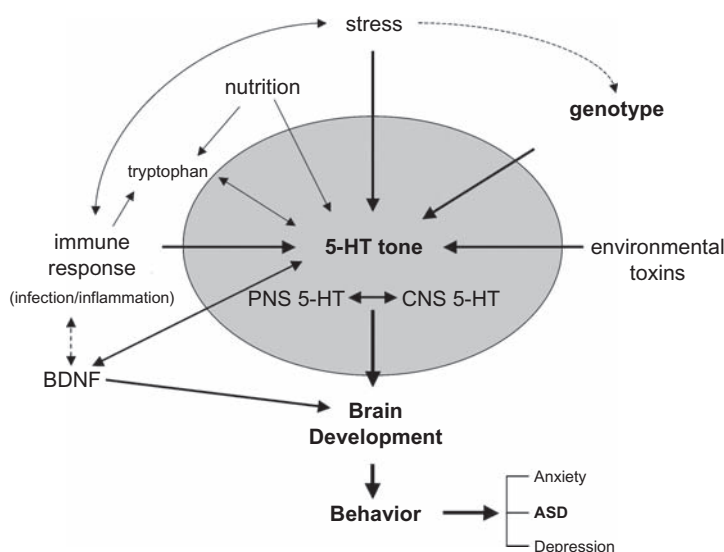 stress
nutrition
genotype
tryptophan
immune
response
(infection/inflammation)
5-HT tone
environmental
toxins
PNS 5-HT
CNS 5-HT
BDNF
Brain
Development
Behavior
Anxiety
ASD
Depression